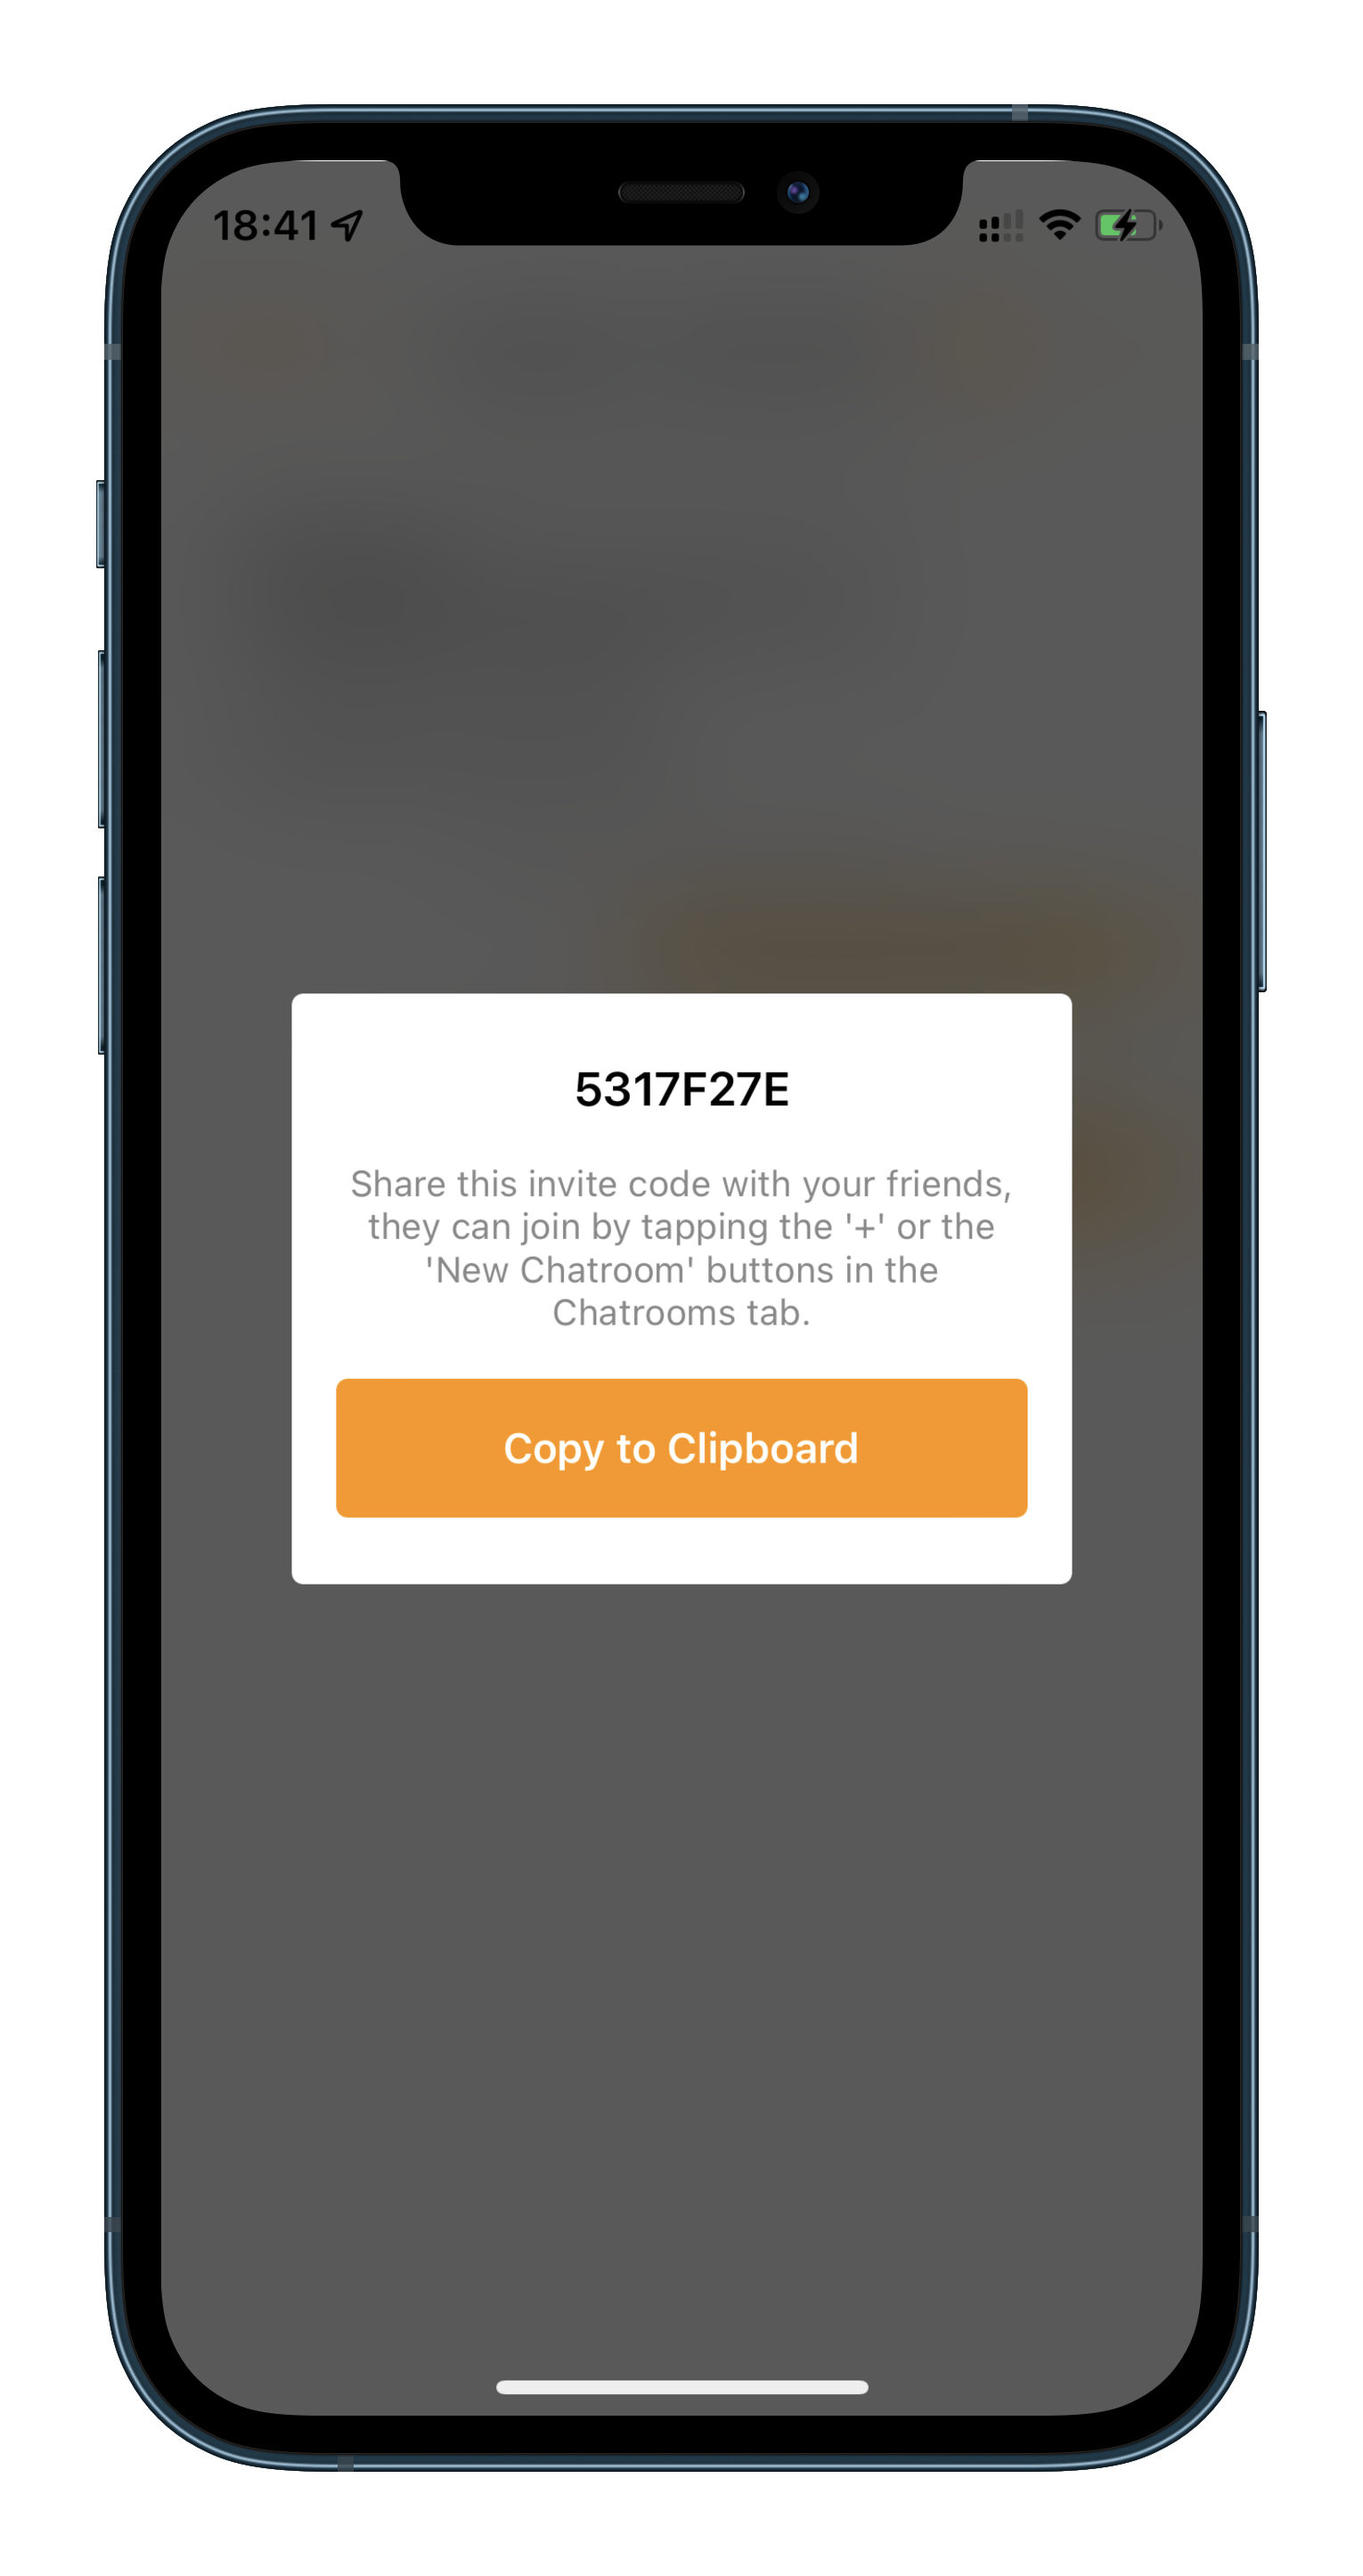 18:41
5317F27E
Share this invite code with your friends,
they can join by tapping the '+' or the
'New Chatroom' buttons in the
Chatrooms tab.
Copy to Clipboard